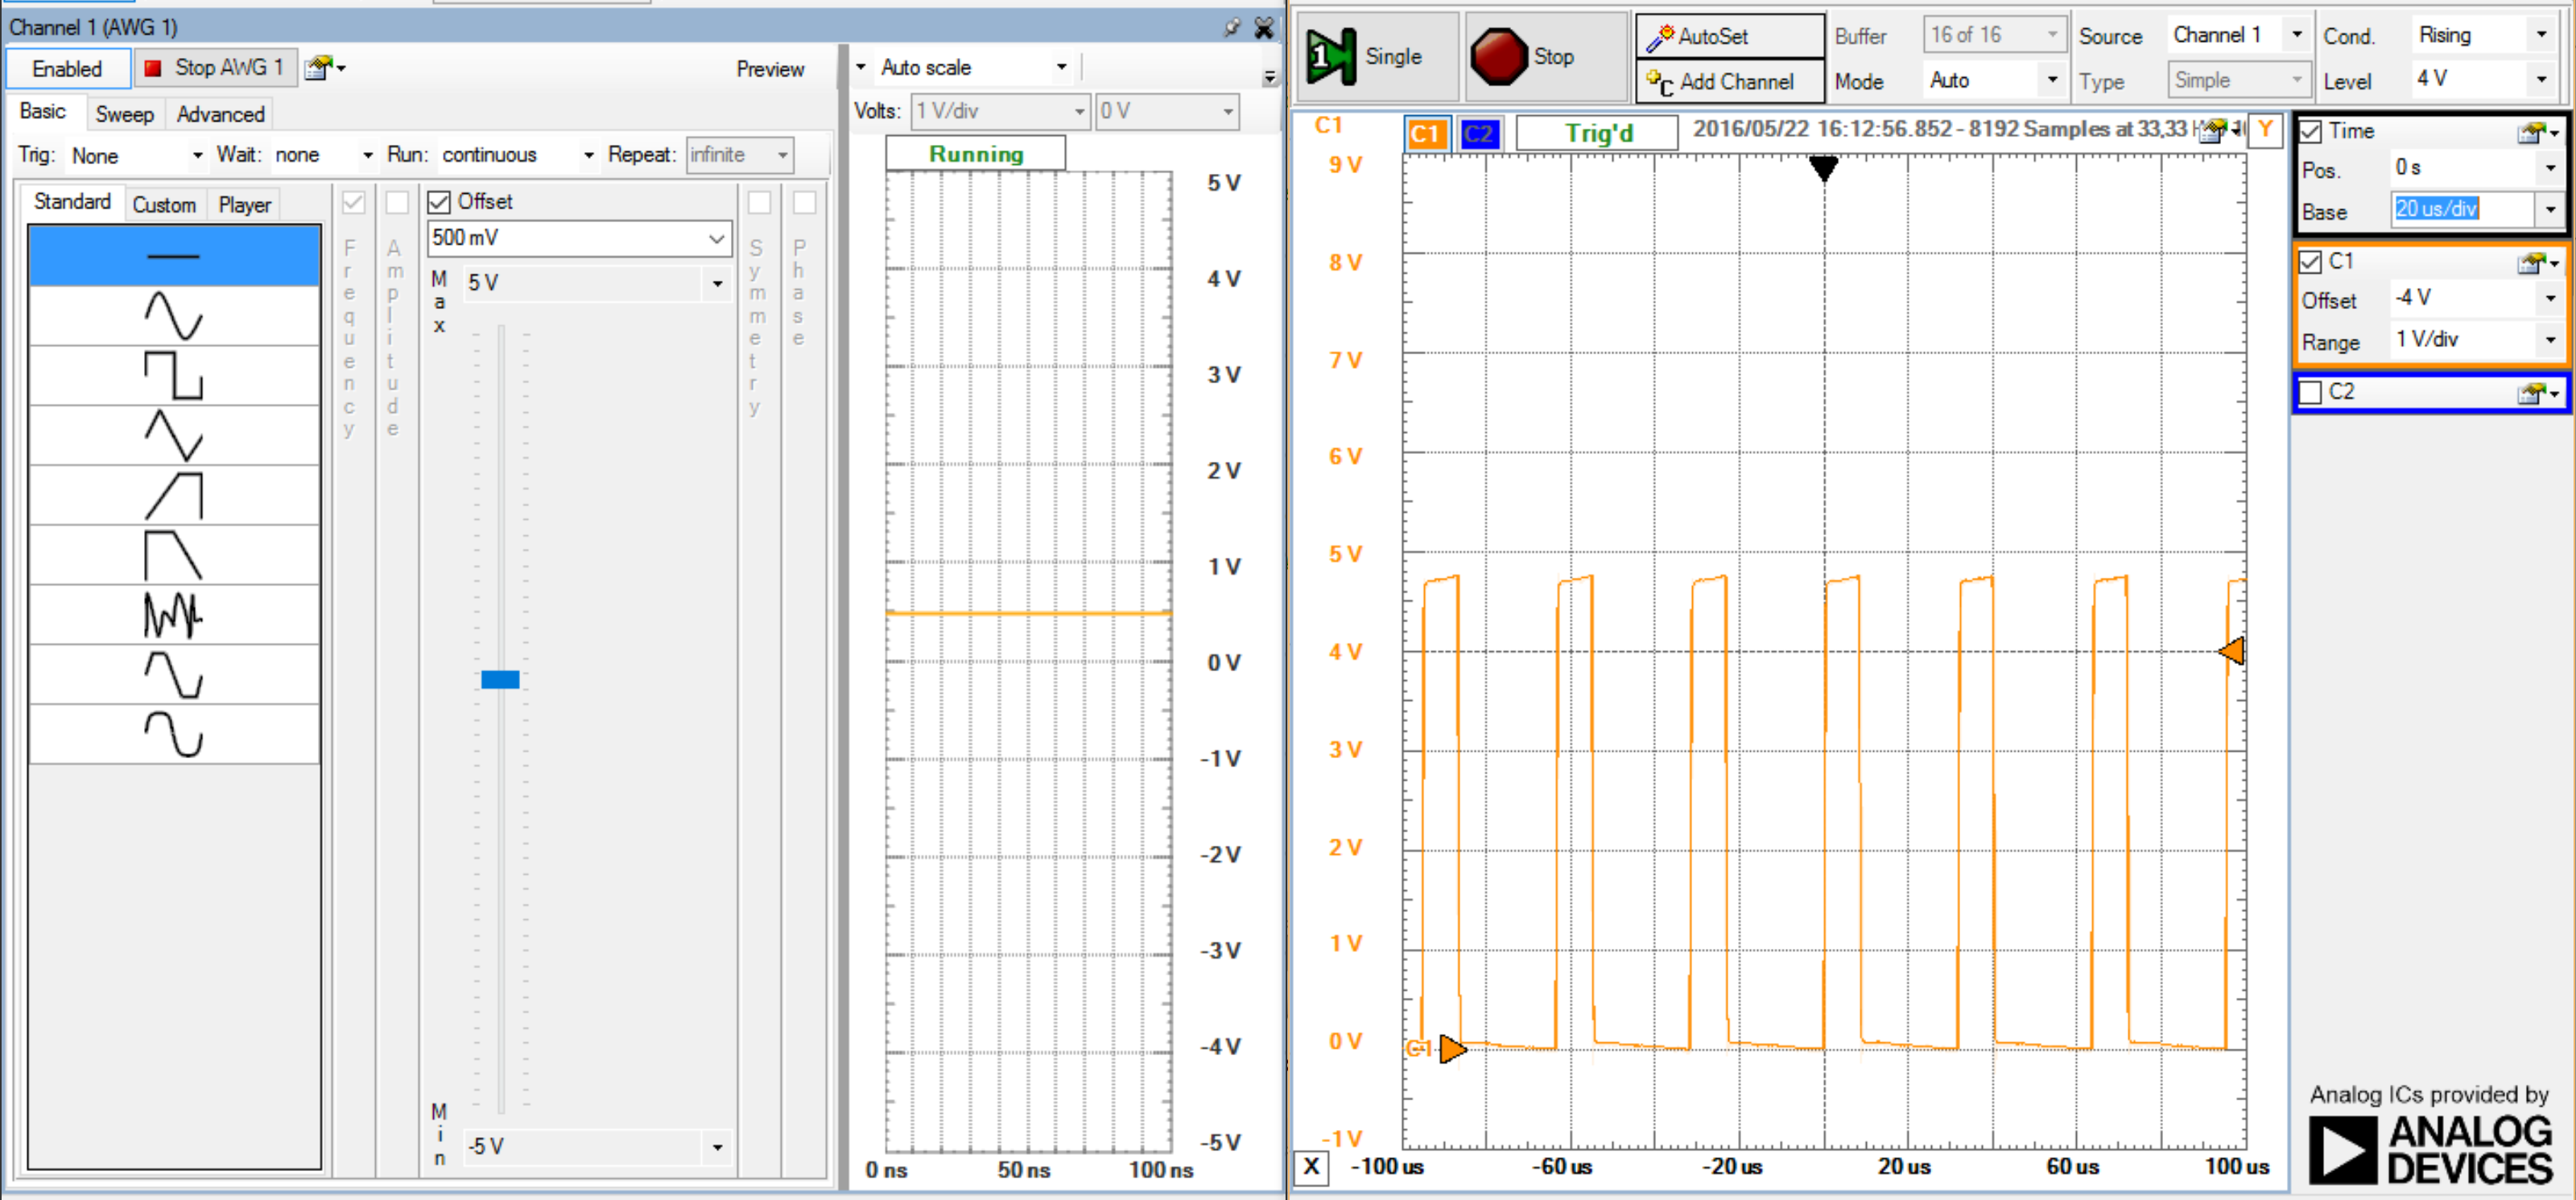 Channel 1 (AWG 1)
Enabled
Stop AWG 1
Preview
Basic
Sweep
Advanced
Trig: None
Wait: none
Run: continuous
Repeat: infinite
Standard
Custom
Player
Frequency
Amplitude
Offset
500 mV
Max
5 V
Min
-5 V
Symmetry
Phase
Auto scale
Volts: 1 V/div
0 V
Running
5 V
4 V
3 V
2 V
1 V
0 V
-1 V
-2 V
-3 V
-4 V
-5 V
0 ns
50 ns
100 ns
1 Single
Stop
AutoSet
+C Add Channel
Buffer 16 of 16
Mode Auto
Source Channel 1
Type Simple
Cond. Rising
Level 4 V
C1
C1
C2
Trig'd
2016/05/22 16:12:56.852 - 8192 Samples at 33,33
Y
9 V
8 V
7 V
6 V
5 V
4 V
3 V
2 V
1 V
0 V
-1 V
C1
X
-100 us
-60 us
-20 us
20 us
60 us
100 us
Time
Pos. 0 s
Base 20 us/div
C1
Offset -4 V
Range 1 V/div
C2
Analog ICs provided by
ANALOG
DEVICES